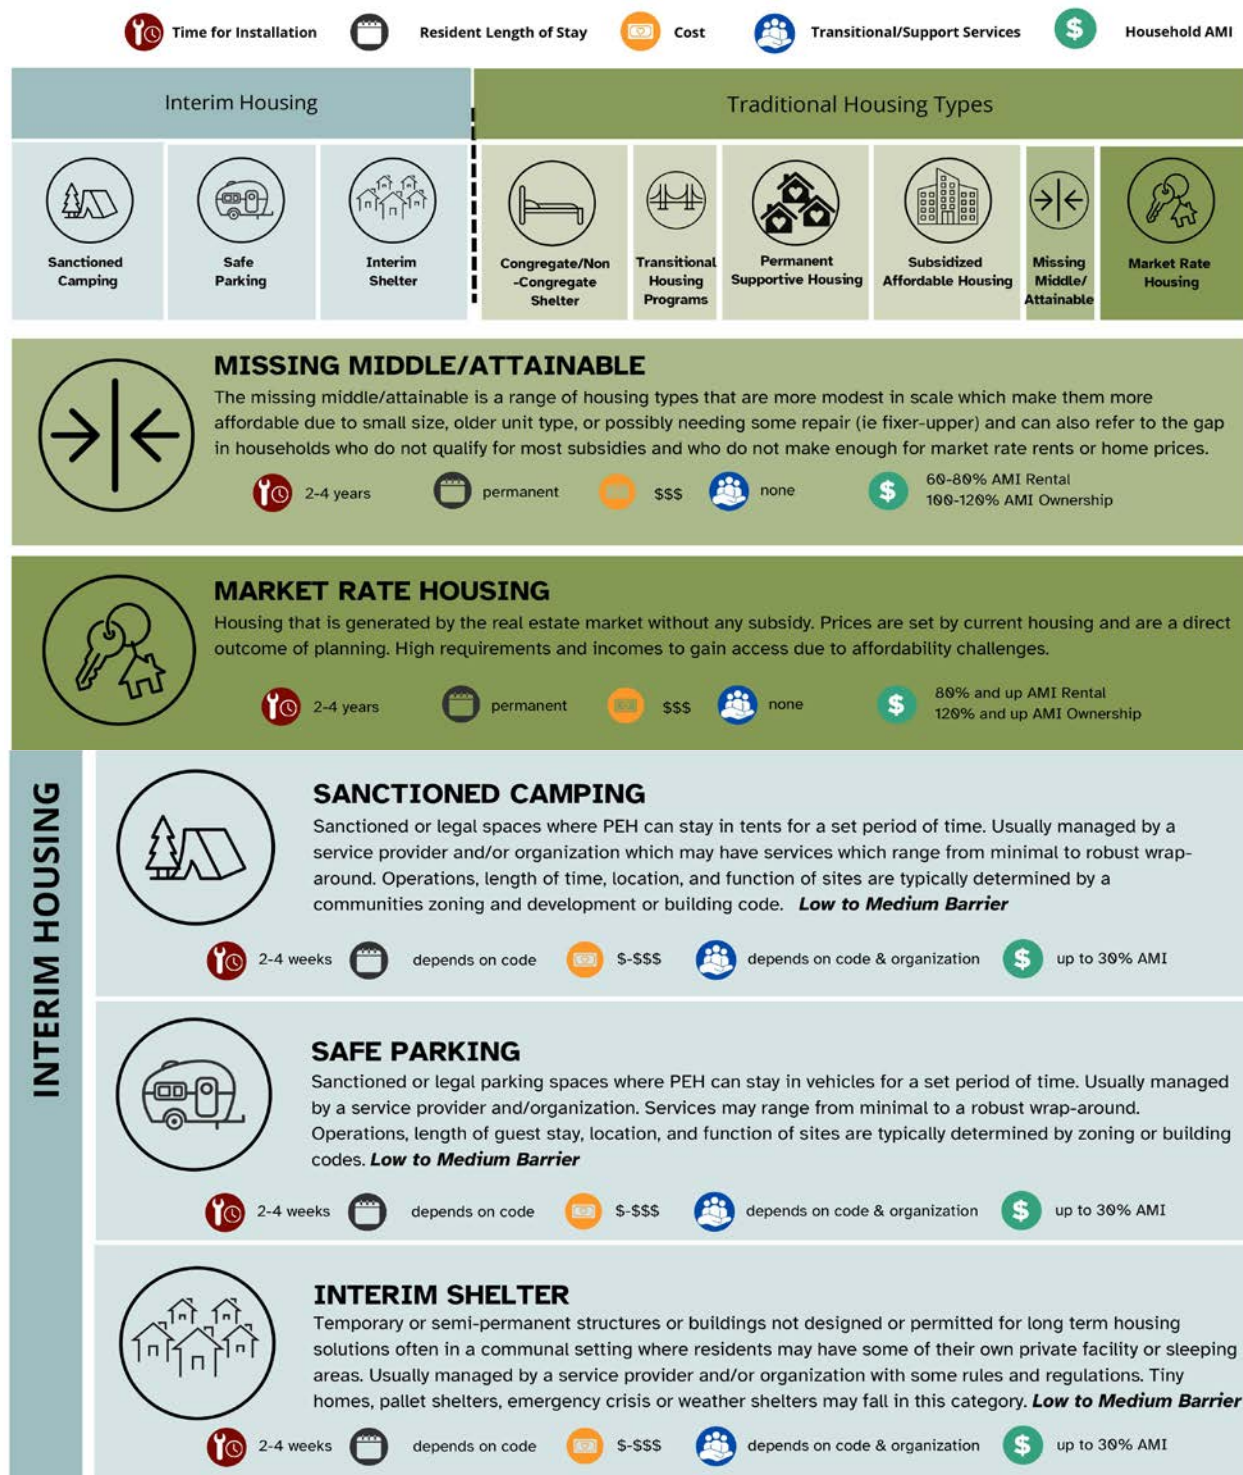 Time for Installation
Resident Length of Stay
Cost
Transitional/Support Services
$
Household AMI
Interim Housing
Traditional Housing Types
Sanctioned
Camping
Safe
Parking
Interim
Shelter
Congregate/Non
-Congregate
Shelter
Transitional
Housing
Programs
Permanent
Supportive Housing
Subsidized
Affordable Housing
Missing
Middle/
Attainable
Market Rate
Housing
MISSING MIDDLE/ATTAINABLE
The missing middle/attainable is a range of housing types that are more modest in scale which make them more
affordable due to small size, older unit type, or possibly needing some repair (ie fixer-upper) and can also refer to the gap
in households who do not qualify for most subsidies and who do not make enough for market rate rents or home prices.
2-4 years
permanent
$$$
none
$
60-80% AMI Rental
100-120% AMI Ownership
MARKET RATE HOUSING
Housing that is generated by the real estate market without any subsidy. Prices are set by current housing and are a direct
outcome of planning. High requirements and incomes to gain access due to affordability challenges.
2-4 years
permanent
$$$
none
$
80% and up AMI Rental
120% and up AMI Ownership
INTERIM HOUSING
SANCTIONED CAMPING
Sanctioned or legal spaces where PEH can stay in tents for a set period of time. Usually managed by a
service provider and/or organization which may have services which range from minimal to robust wrap-
around. Operations, length of time, location, and function of sites are typically determined by a
communities zoning and development or building code. Low to Medium Barrier
2-4 weeks
depends on code
$-$$$
depends on code & organization
$
up to 30% AMI
SAFE PARKING
Sanctioned or legal parking spaces where PEH can stay in vehicles for a set period of time. Usually managed
by a service provider and/organization. Services may range from minimal to a robust wrap-around.
Operations, length of guest stay, location, and function of sites are typically determined by zoning or building
codes. Low to Medium Barrier
2-4 weeks
depends on code
$-$$$
depends on code & organization
$
up to 30% AMI
INTERIM SHELTER
Temporary or semi-permanent structures or buildings not designed or permitted for long term housing
solutions often in a communal setting where residents may have some of their own private facility or sleeping
areas. Usually managed by a service provider and/or organization with some rules and regulations. Tiny
homes, pallet shelters, emergency crisis or weather shelters may fall in this category. Low to Medium Barrier
2-4 weeks
depends on code
$-$$$
depends on code & organization
$
up to 30% AMI